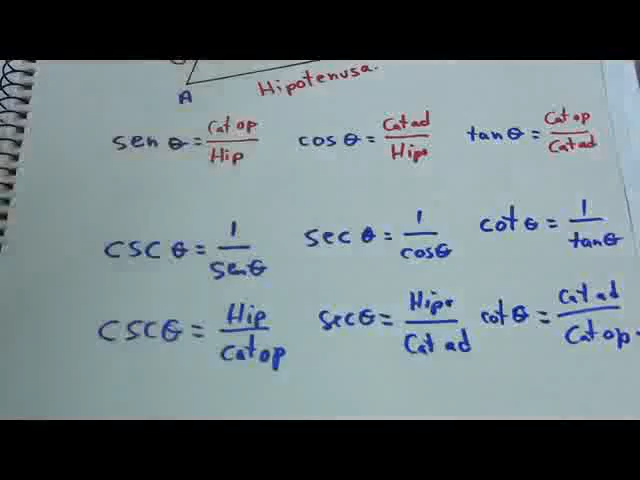 Hipotenusa.
A
sen θ = Cat op / Hip cos θ = Cat ad / Hip. tan θ = Cat op / Cat ad
csc θ = 1 / sen θ sec θ = 1 / cos θ cot θ = 1 / tan θ
csc θ = Hip / Cat op sec θ = Hip. / Cat ad cot θ = Cat ad / Cat op.